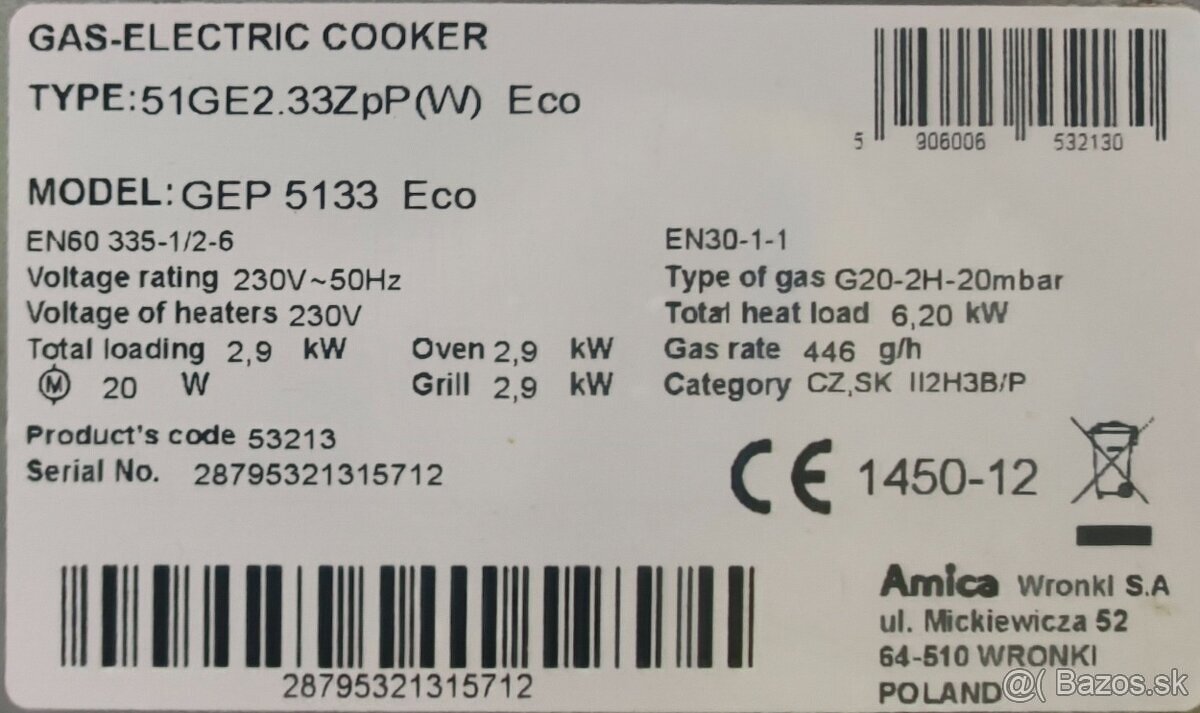 GAS-ELECTRIC COOKER
TYPE:51GE2.33ZpP(W) Eco
5 906006 532130
MODEL:GEP 5133 Eco
EN60 335-1/2-6
Voltage rating 230V~50Hz
Voltage of heaters 230V
Total loading 2,9 kW Oven 2,9 kW
M 20 W Grill 2,9 kW
EN30-1-1
Type of gas G20-2H-20mbar
Total heat load 6,20 kW
Gas rate 446 g/h
Category CZ,SK II2H3B/P
Product's code 53213
Serial No. 28795321315712
CE 1450-12
28795321315712
Amica Wronki S.A
ul. Mickiewicza 52
64-510 WRONKI
POLAND
@( Bazos.sk